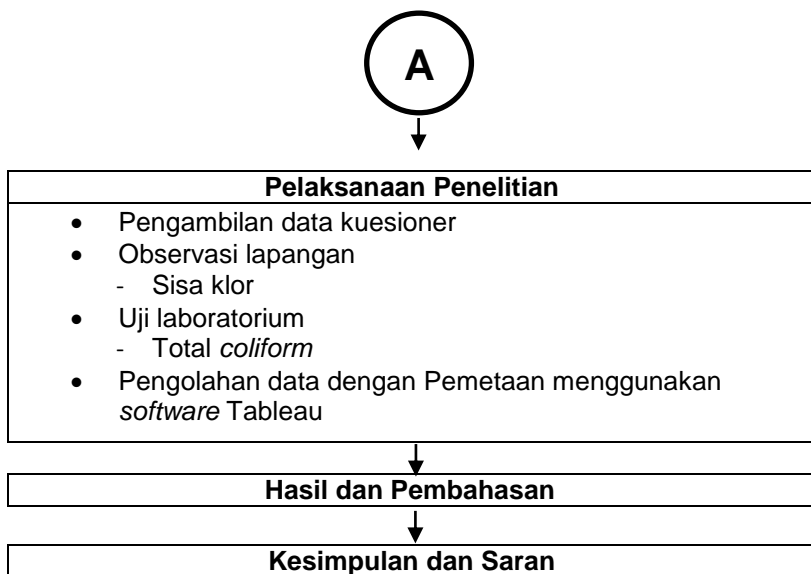 A
Pelaksanaan Penelitian
• Pengambilan data kuesioner
• Observasi lapangan
- Sisa klor
• Uji laboratorium
- Total coliform
• Pengolahan data dengan Pemetaan menggunakan
software Tableau
Hasil dan Pembahasan
Kesimpulan dan Saran